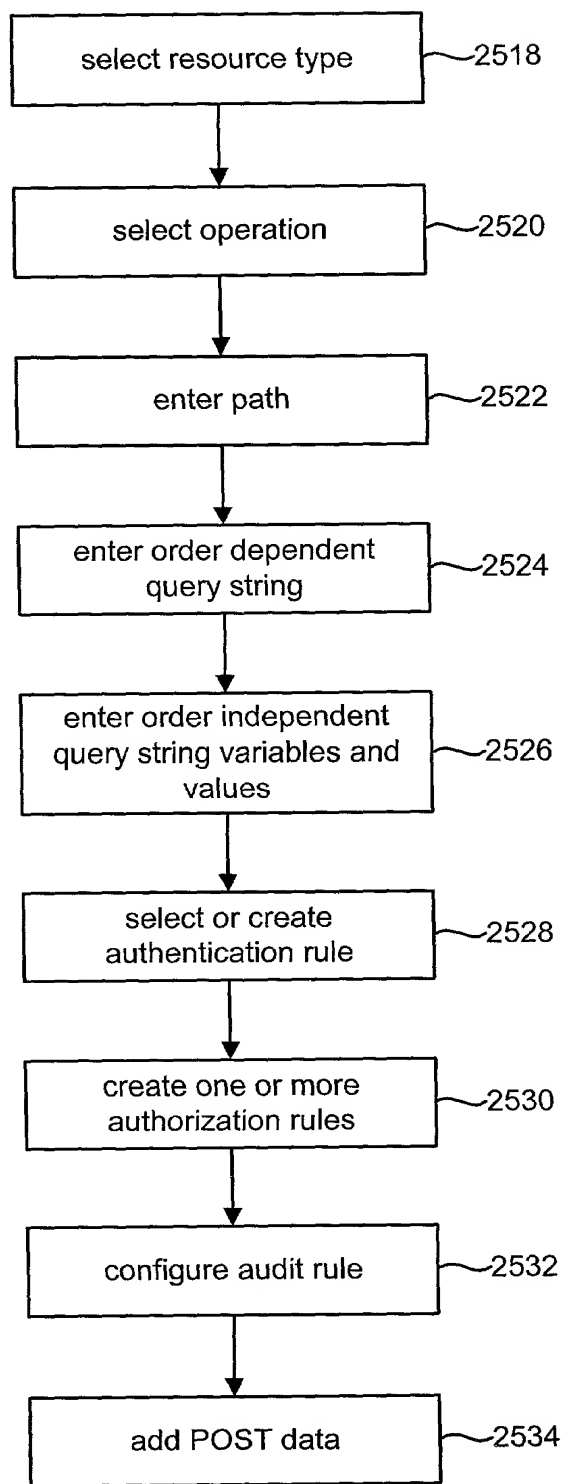 select resource type
2518
select operation
2520
enter path
2522
enter order dependent
query string
2524
enter order independent
query string variables and
values
2526
select or create
authentication rule
2528
create one or more
authorization rules
2530
configure audit rule
2532
add POST data
2534